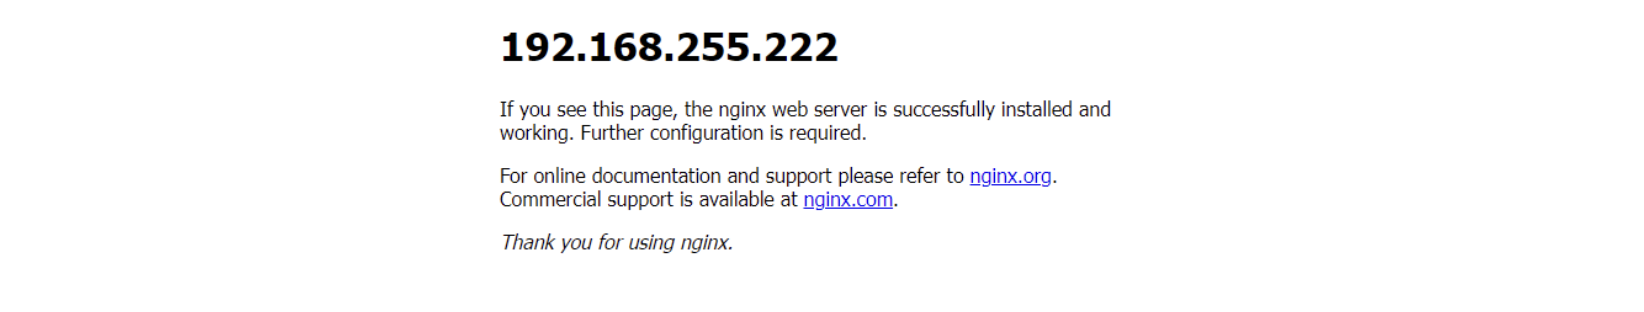 192.168.255.222
If you see this page, the nginx web server is successfully installed and
working. Further configuration is required.
For online documentation and support please refer to nginx.org.
Commercial support is available at nginx.com.
Thank you for using nginx.